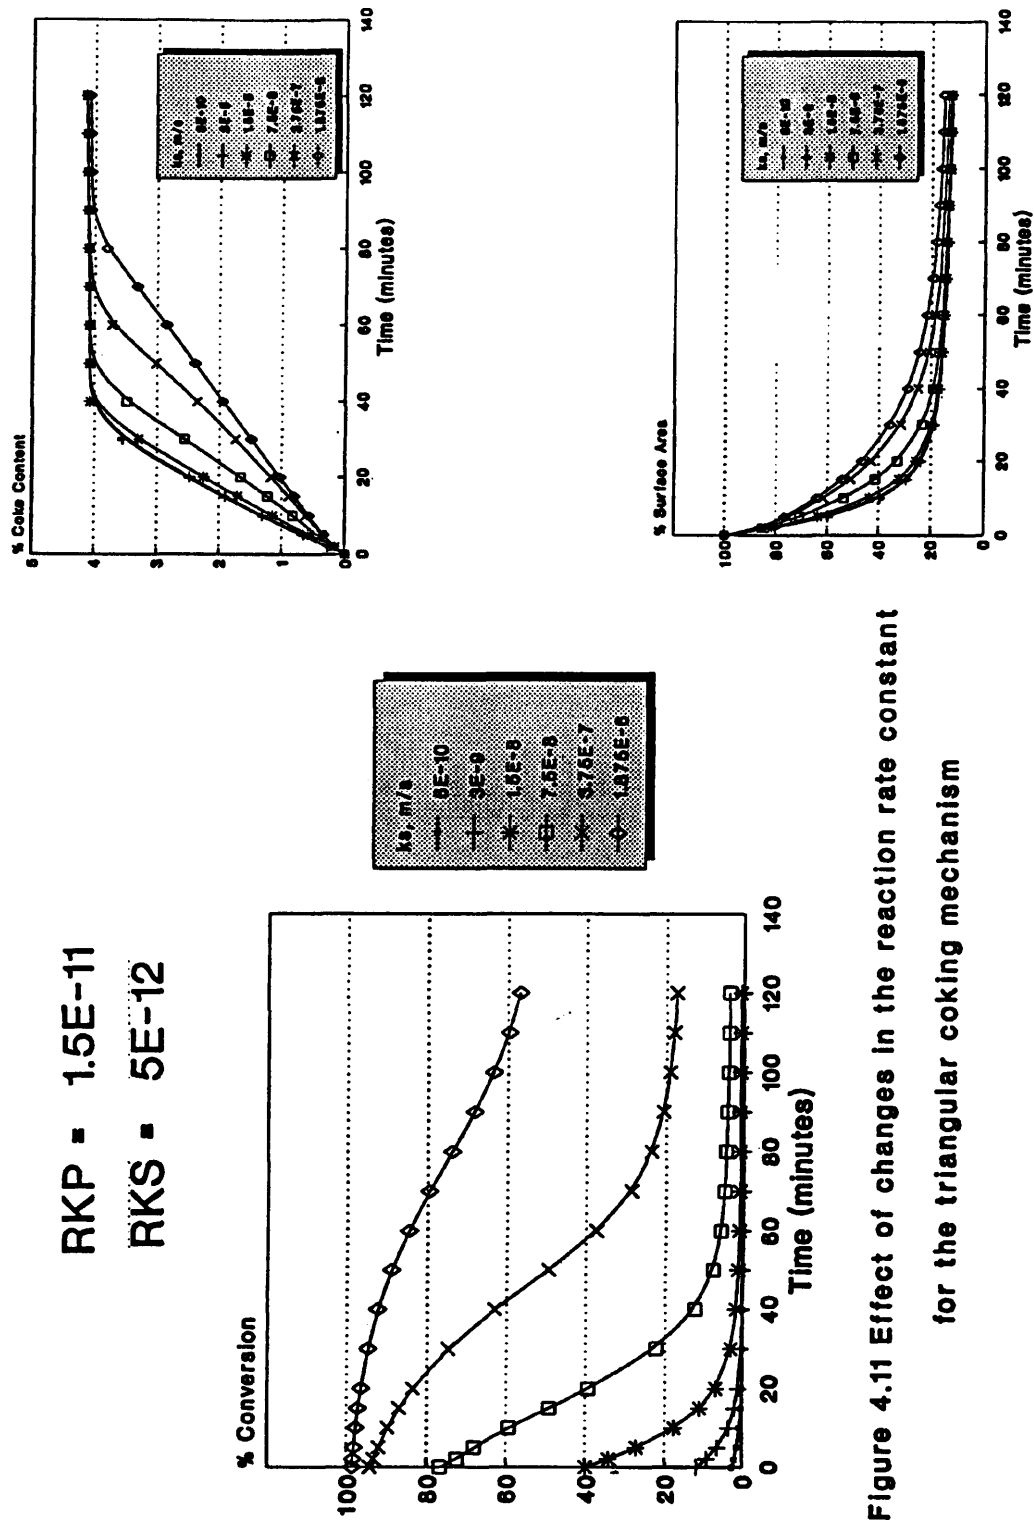 RKP = 1.5E-11
RKS = 5E-12
% Conversion
100
80
60
40
20
0
0 20 40 60 80 100 120 140
Time (minutes)
ks, m/s
3E-9
1.5E-8
7.5E-8
3.75E-7
1.875E-6
% Coke Content
5
4
3
2
1
0
0 20 40 60 80 100 120 140
Time (minutes)
ks, m/s
% Surface Area
100
80
60
40
20
0
0 20 40 60 80 100 120 140
Time (minutes)
ks, m/s
Figure 4.11 Effect of changes in the reaction rate constant
for the triangular coking mechanism